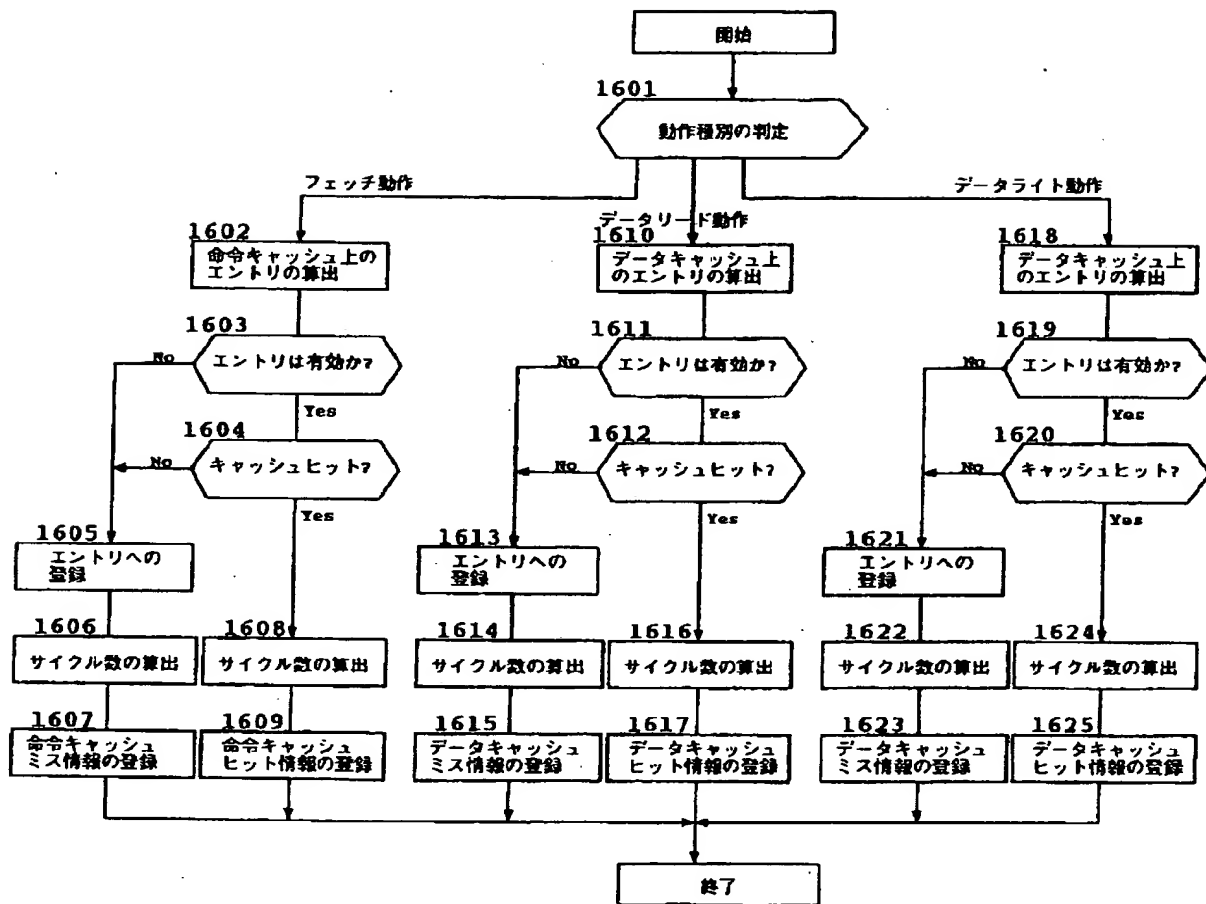 開始
1601
動作種別の判定
フェッチ動作
データリード動作
データライト動作
1602
命令キャッシュ上の
エントリの算出
1610
データキャッシュ上
のエントリの算出
1618
データキャッシュ上
のエントリの算出
1603
エントリは有効か?
No
Yes
1611
エントリは有効か?
No
Yes
1619
エントリは有効か?
No
Yes
1604
キャッシュヒット?
No
Yes
1612
キャッシュヒット?
No
Yes
1620
キャッシュヒット?
No
Yes
1605
エントリへの
登録
1613
エントリへの
登録
1621
エントリへの
登録
1606
サイクル数の算出
1608
サイクル数の算出
1614
サイクル数の算出
1616
サイクル数の算出
1622
サイクル数の算出
1624
サイクル数の算出
1607
命令キャッシュ
ミス情報の登録
1609
命令キャッシュ
ヒット情報の登録
1615
データキャッシュ
ミス情報の登録
1617
データキャッシュ
ヒット情報の登録
1623
データキャッシュ
ミス情報の登録
1625
データキャッシュ
ヒット情報の登録
終了